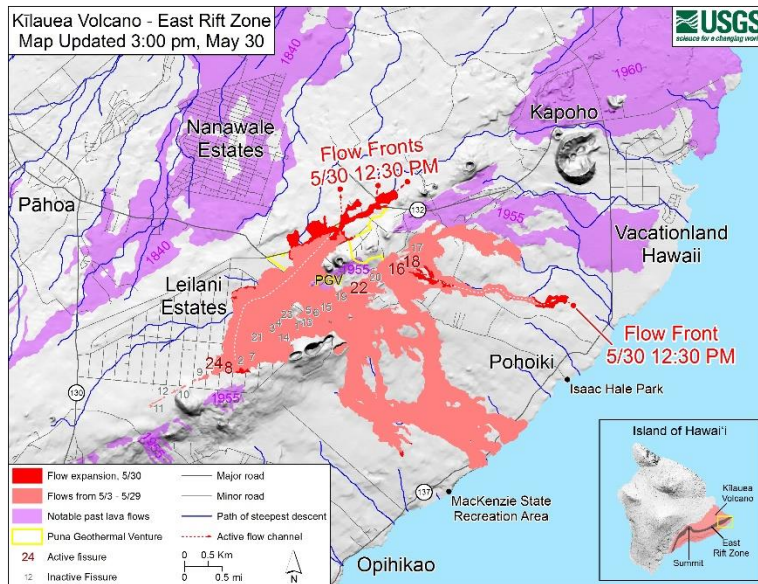 Kīlauea Volcano - East Rift Zone
Map Updated 3:00 pm, May 30
USGS
science for a changing world
1840
1960
Nanawale
Estates
Kapoho
Flow Fronts
5/30 12:30 PM
Pāhoa
132
1955
1840
Vacationland
Hawaii
17
PGV
1955
18
16
20
22
Leilani
Estates
19
Flow Front
5/30 12:30 PM
15
21
14
Pohoiki
24
8
2
7
9
Isaac Hale Park
130
12
10
11
1955
1955
137
MacKenzie State
Recreation Area
Opihikao
Flow expansion, 5/30
Flows from 5/3 - 5/29
Notable past lava flows
Puna Geothermal Venture
24 Active fissure
12 Inactive Fissure
Major road
Minor road
Path of steepest descent
Active flow channel
0 0.5 Km
0 0.5 mi
N
Island of Hawai‘i
Kīlauea
Volcano
East
Rift Zone
Summit